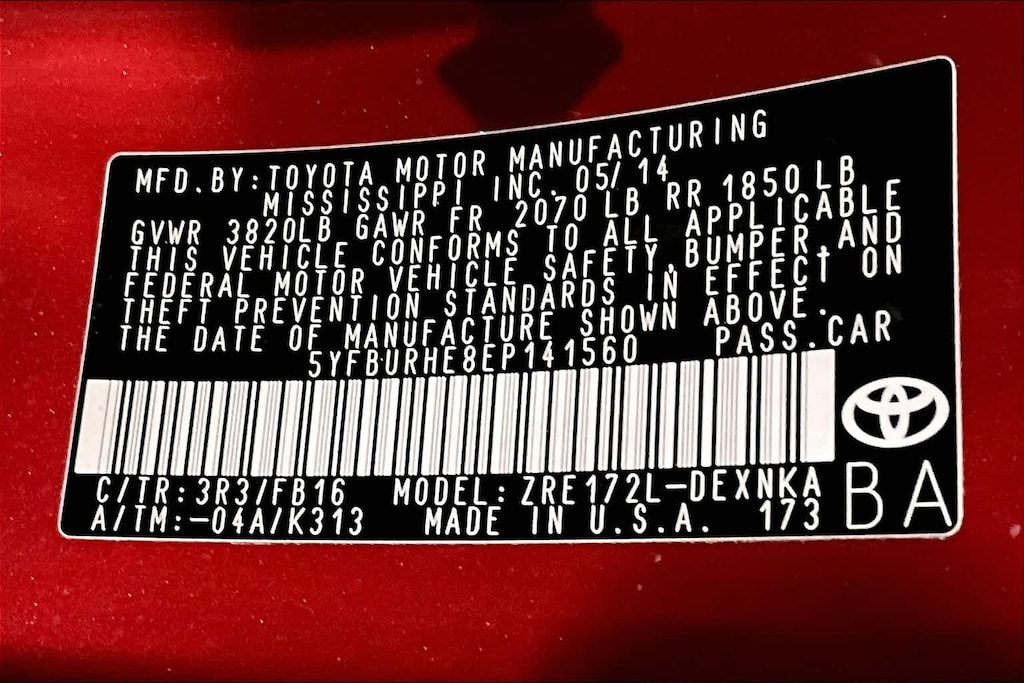 MFD.BY:TOYOTA MOTOR MANUFACTURING
MISSISSIPPI INC. 05/14
GVWR 3820LB GAWR FR 2070 LB RR 1850 LB
THIS VEHICLE CONFORMS TO ALL APPLICABLE
FEDERAL MOTOR VEHICLE SAFETY,BUMPER,AND
THEFT PREVENTION STANDARDS IN EFFECT ON
THE DATE OF MANUFACTURE SHOWN ABOVE.
5YFBURHE8EP141560 PASS.CAR
C/TR:3R3/FB16 MODEL:ZRE172L-DEXNKA
A/TM:-04A/K313 MADE IN U.S.A. 173
BA